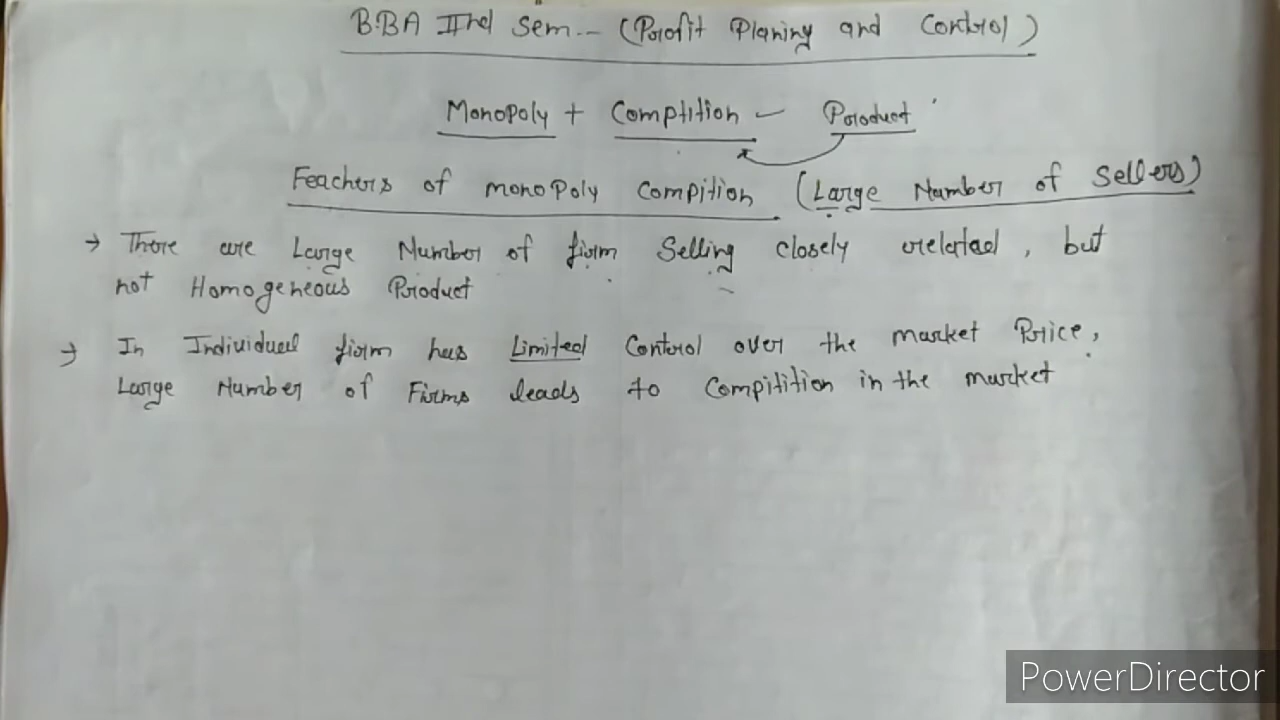 B.B.A IInd Sem.- (Profit Planing and Control)
Monopoly + Comptition - Product
Feachers of monopoly Compition (Large Number of Sellers)
→ There are Large Number of firm Selling closely related, but
not Homogeneous Product
→ In Individual firm has Limited Control over the market Price,
Large Number of Firms leads to Compitition in the market
PowerDirector